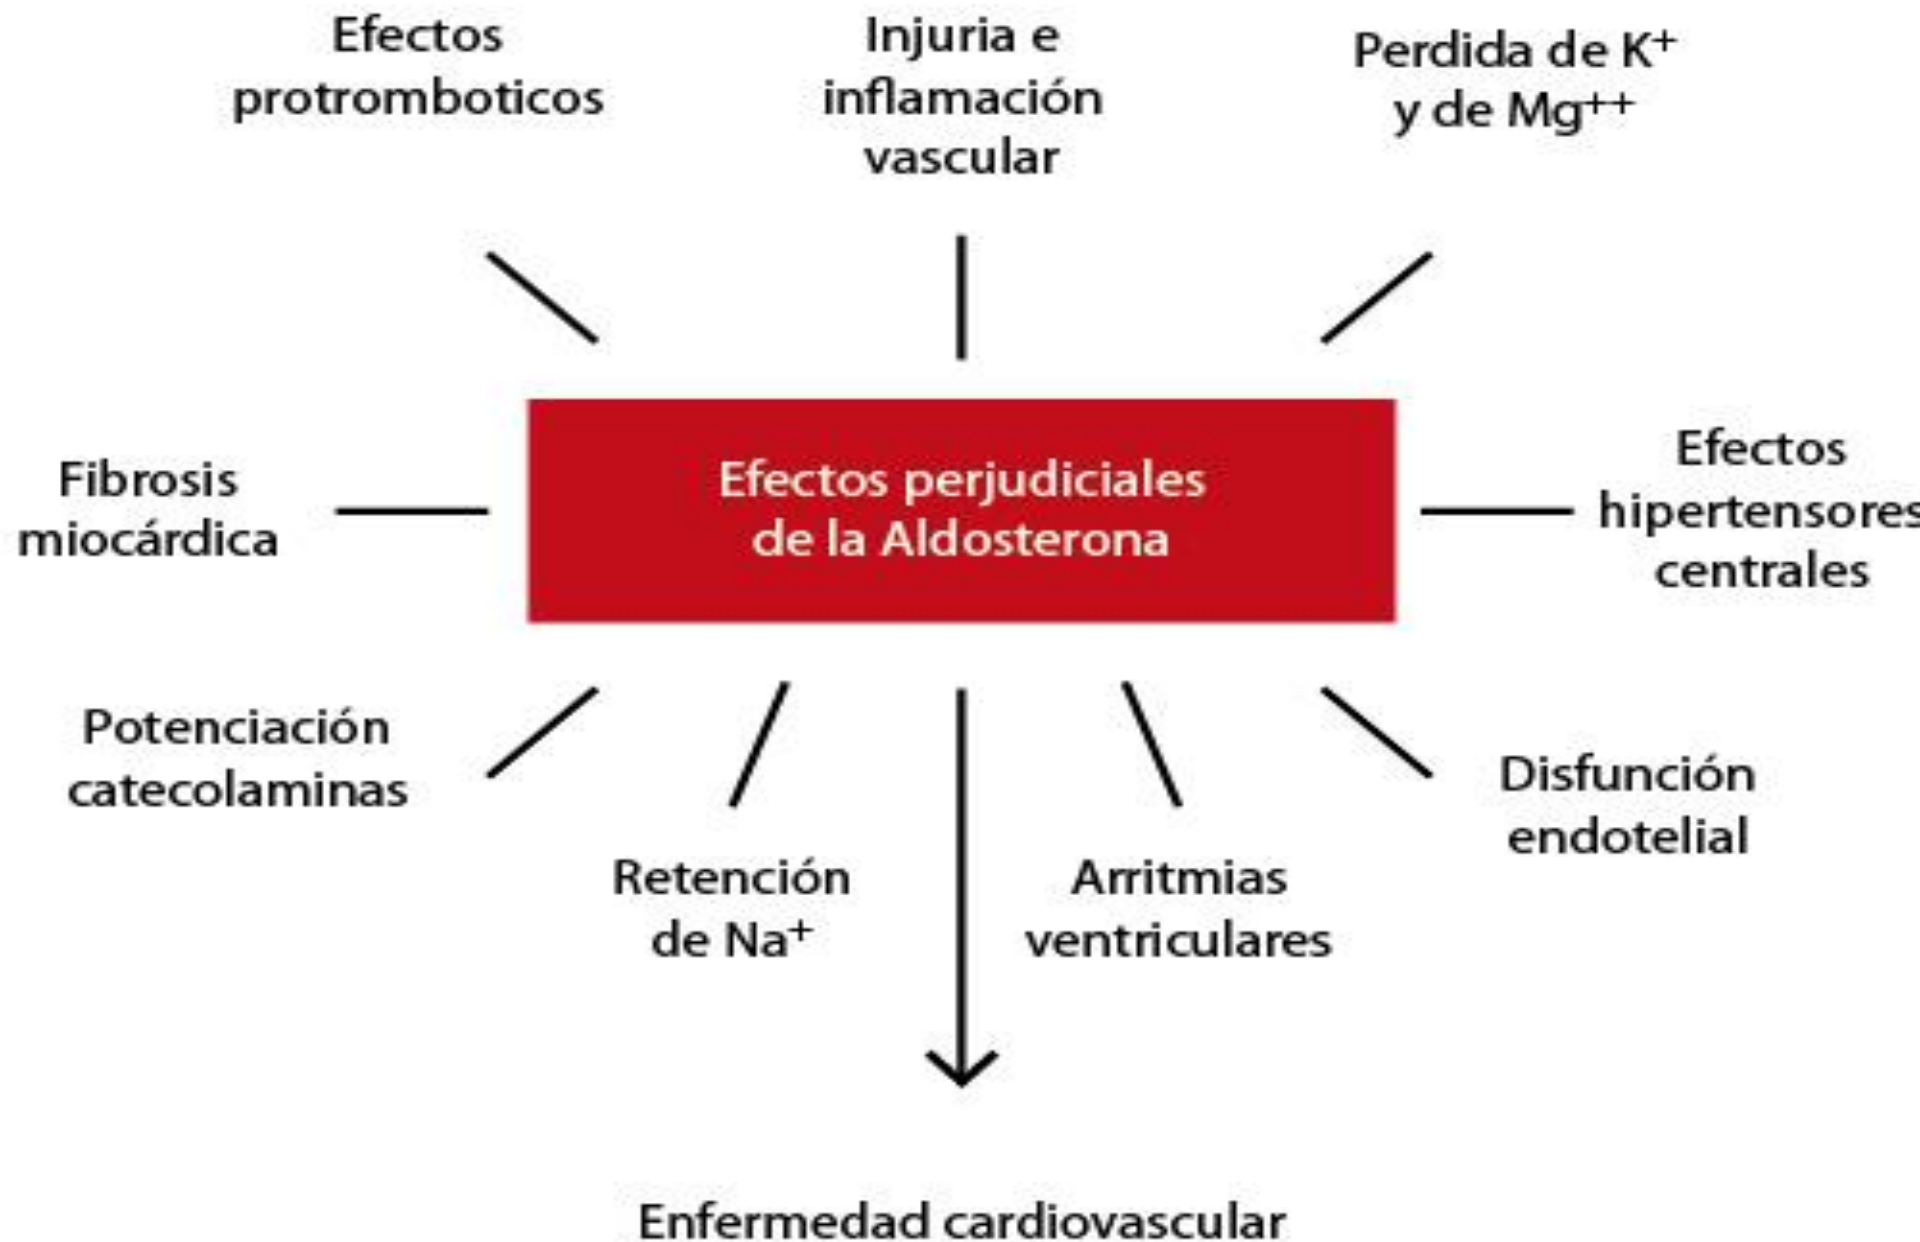 Efectos
protromboticos
Injuria e
inflamación
vascular
Perdida de K⁺
y de Mg⁺⁺
Fibrosis
miocárdica
Efectos perjudiciales
de la Aldosterona
Efectos
hipertensores
centrales
Potenciación
catecolaminas
Retención
de Na⁺
Arritmias
ventriculares
Disfunción
endotelial
Enfermedad cardiovascular